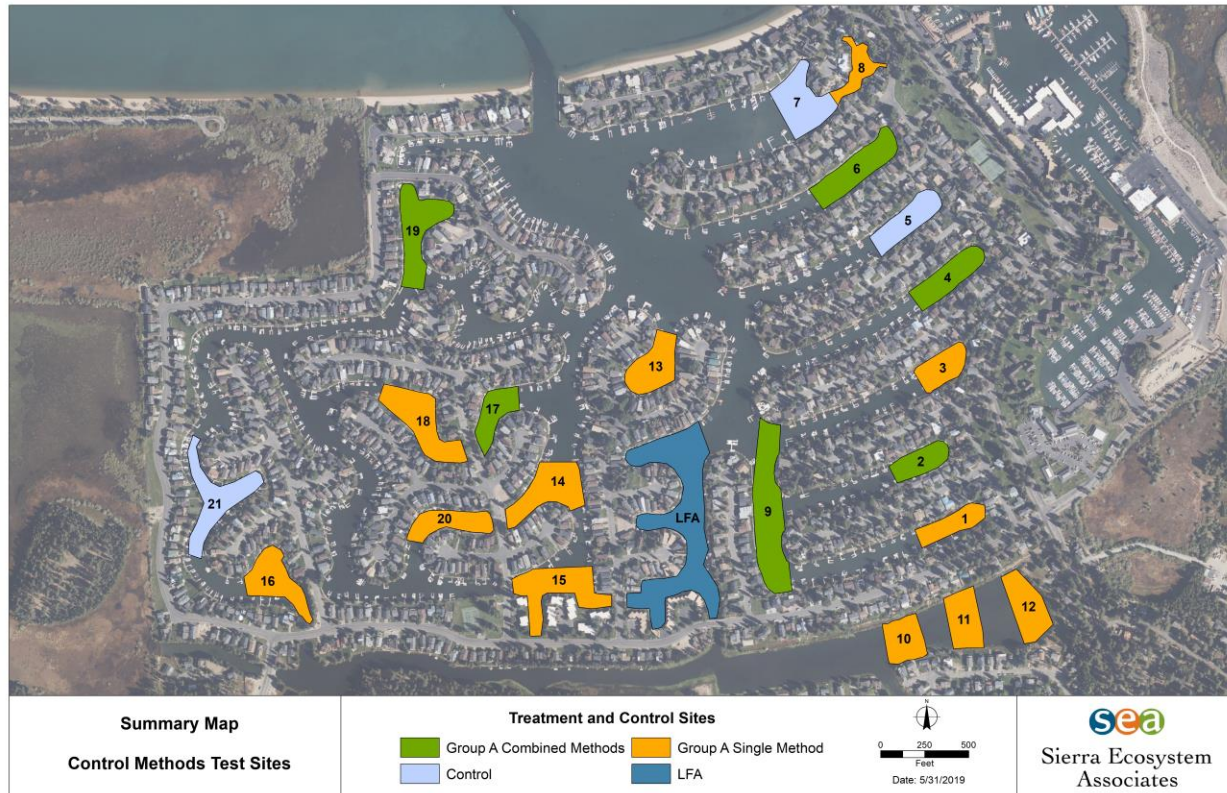 8
7
6
5
19
4
13
3
17
18
2
14
21
LFA
9
20
1
16
15
12
11
10
Summary Map
Control Methods Test Sites
Treatment and Control Sites
Group A Combined Methods
Group A Single Method
Control
LFA
N
0 250 500
Feet
Date: 5/31/2019
sea
Sierra Ecosystem
Associates